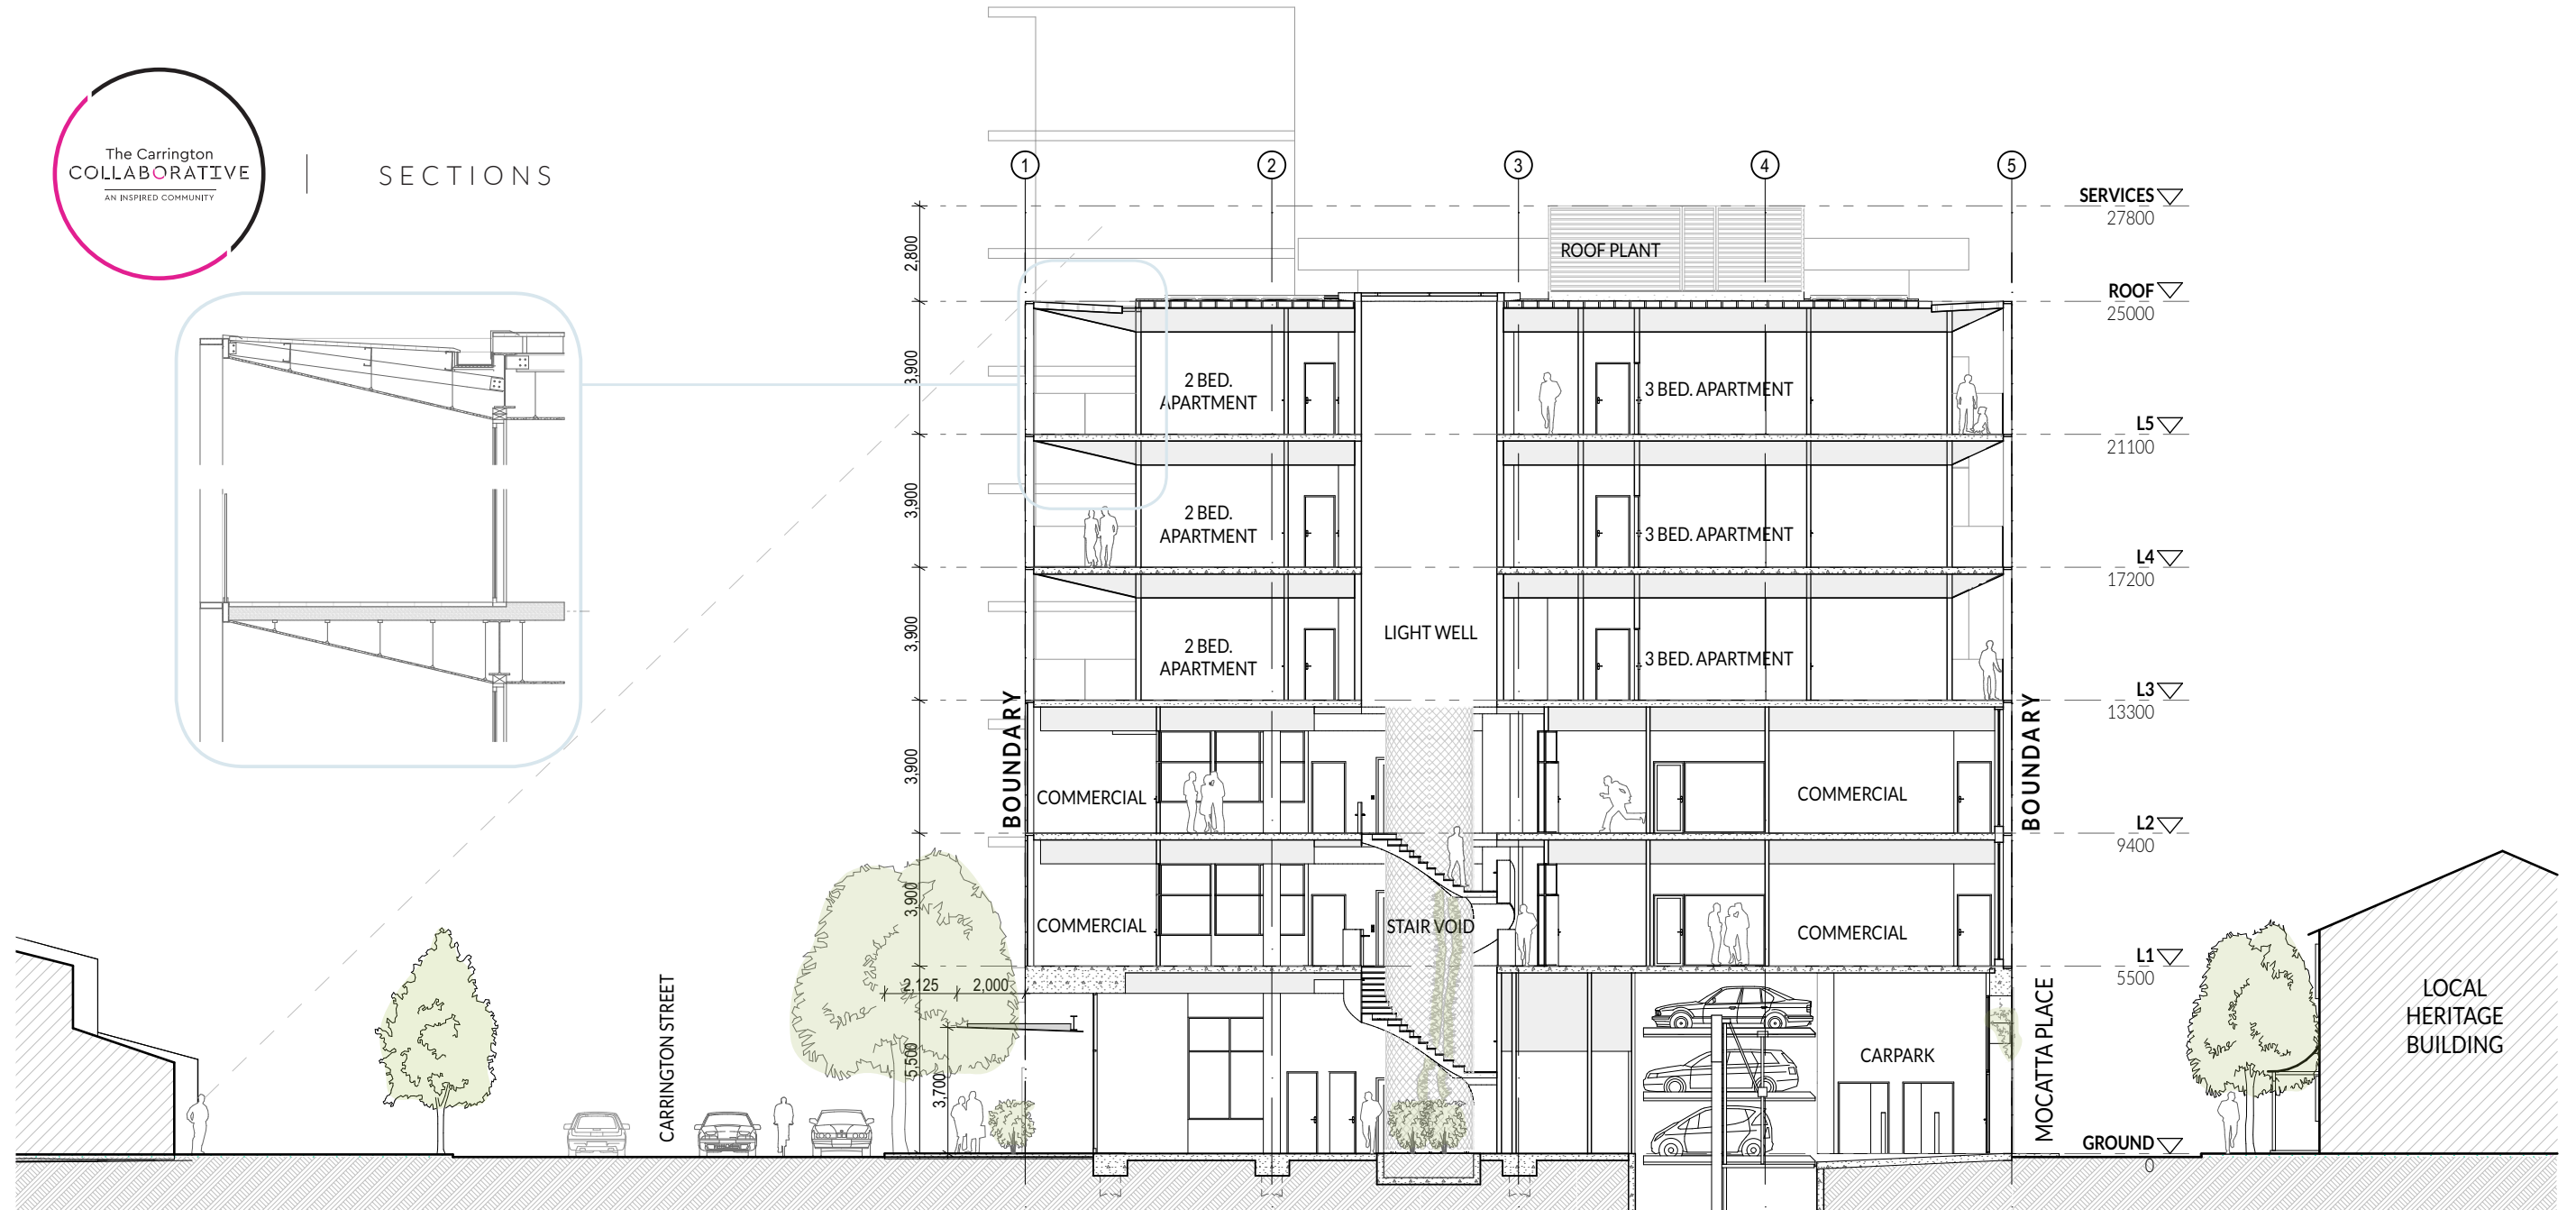 The Carrington
COLLABORATIVE
AN INSPIRED COMMUNITY
SECTIONS
1
2
3
4
5
SERVICES
27800
2,800
ROOF PLANT
ROOF
25000
3,900
2 BED.
APARTMENT
3 BED. APARTMENT
L5
21100
3,900
2 BED.
APARTMENT
3 BED. APARTMENT
L4
17200
3,900
2 BED.
APARTMENT
LIGHT WELL
3 BED. APARTMENT
L3
13300
BOUNDARY
BOUNDARY
3,900
COMMERCIAL
COMMERCIAL
L2
9400
3,900
COMMERCIAL
STAIR VOID
COMMERCIAL
L1
5500
2,125
2,000
CARRINGTON STREET
5,500
3,700
CARPARK
MOCATTA PLACE
LOCAL
HERITAGE
BUILDING
GROUND
0